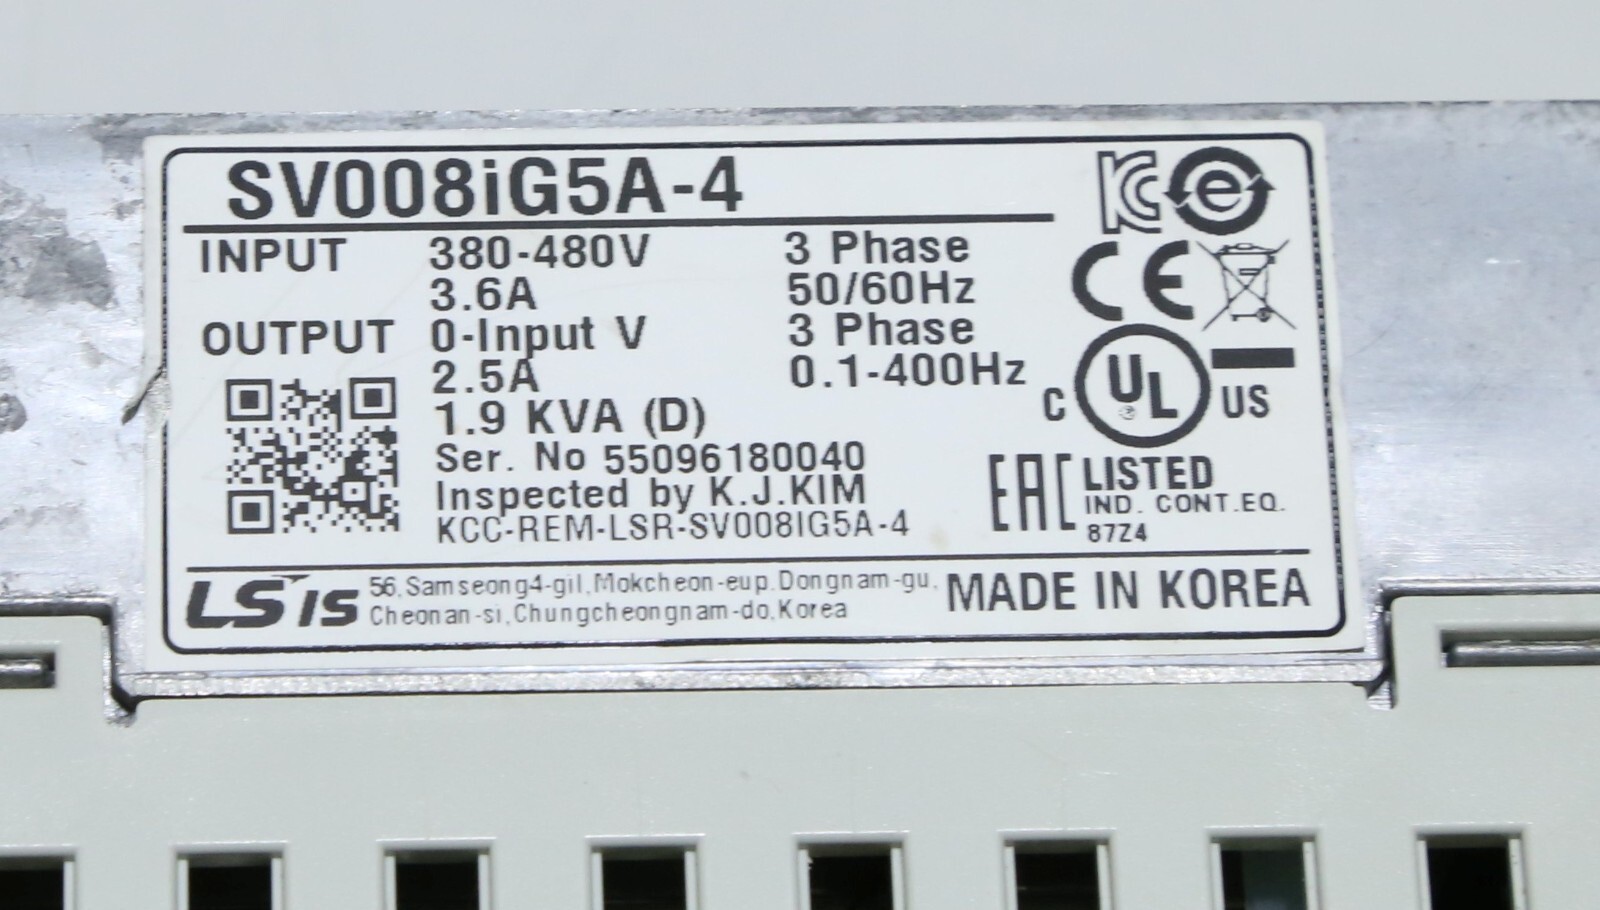 SV008iG5A-4
INPUT 380-480V 3 Phase
3.6A 50/60Hz
OUTPUT 0-Input V 3 Phase
2.5A 0.1-400Hz
1.9 KVA (D)
Ser. No 55096180040
Inspected by K.J.KIM
KCC-REM-LSR-SV008IG5A-4
KC e
CE
C UL US
EAC LISTED
IND. CONT.EQ.
87Z4
LS IS 56,Samseong4-gil,Mokcheon-eup.Dongnam-gu,
Cheonan-si,Chungcheongnam-do,Korea
MADE IN KOREA